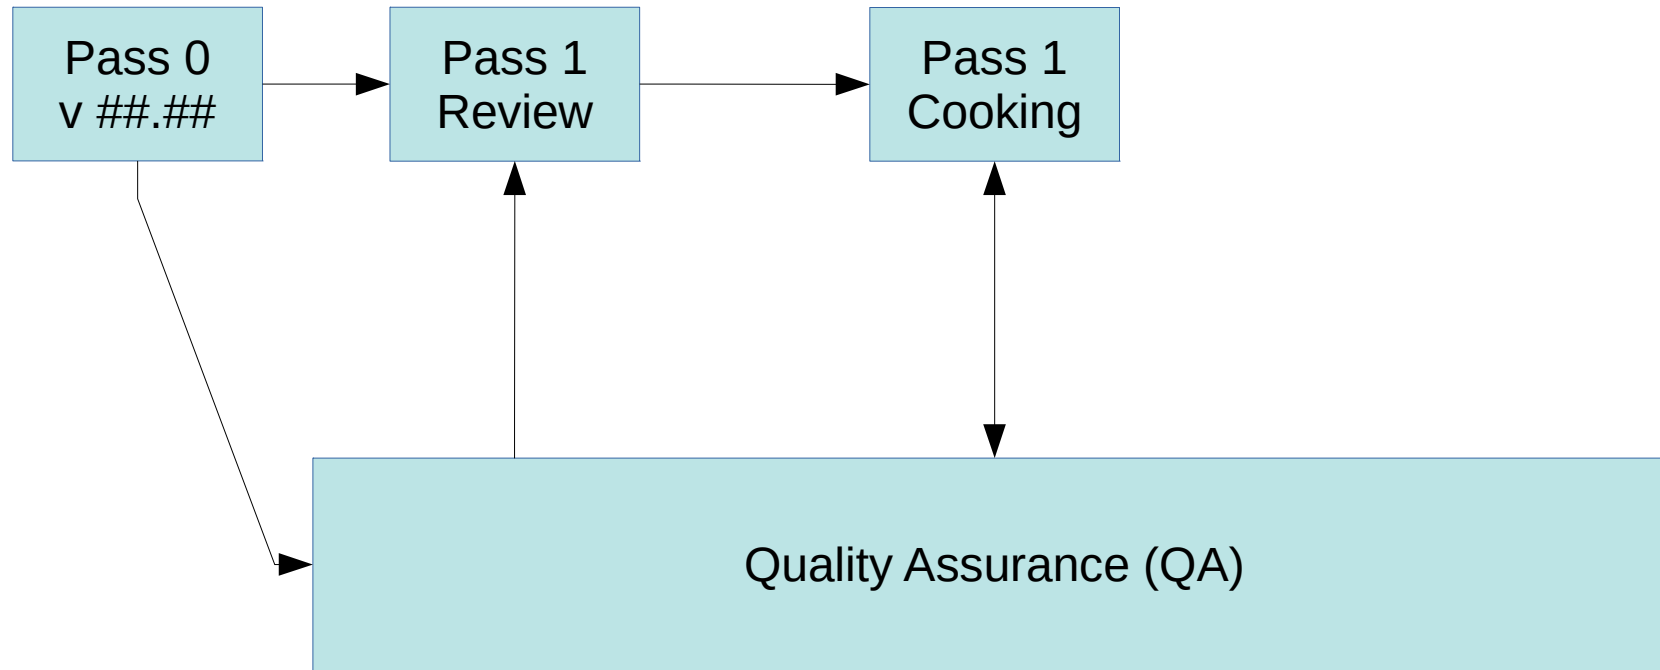 Pass 0
v ##.##
Pass 1
Review
Pass 1
Cooking
Quality Assurance (QA)